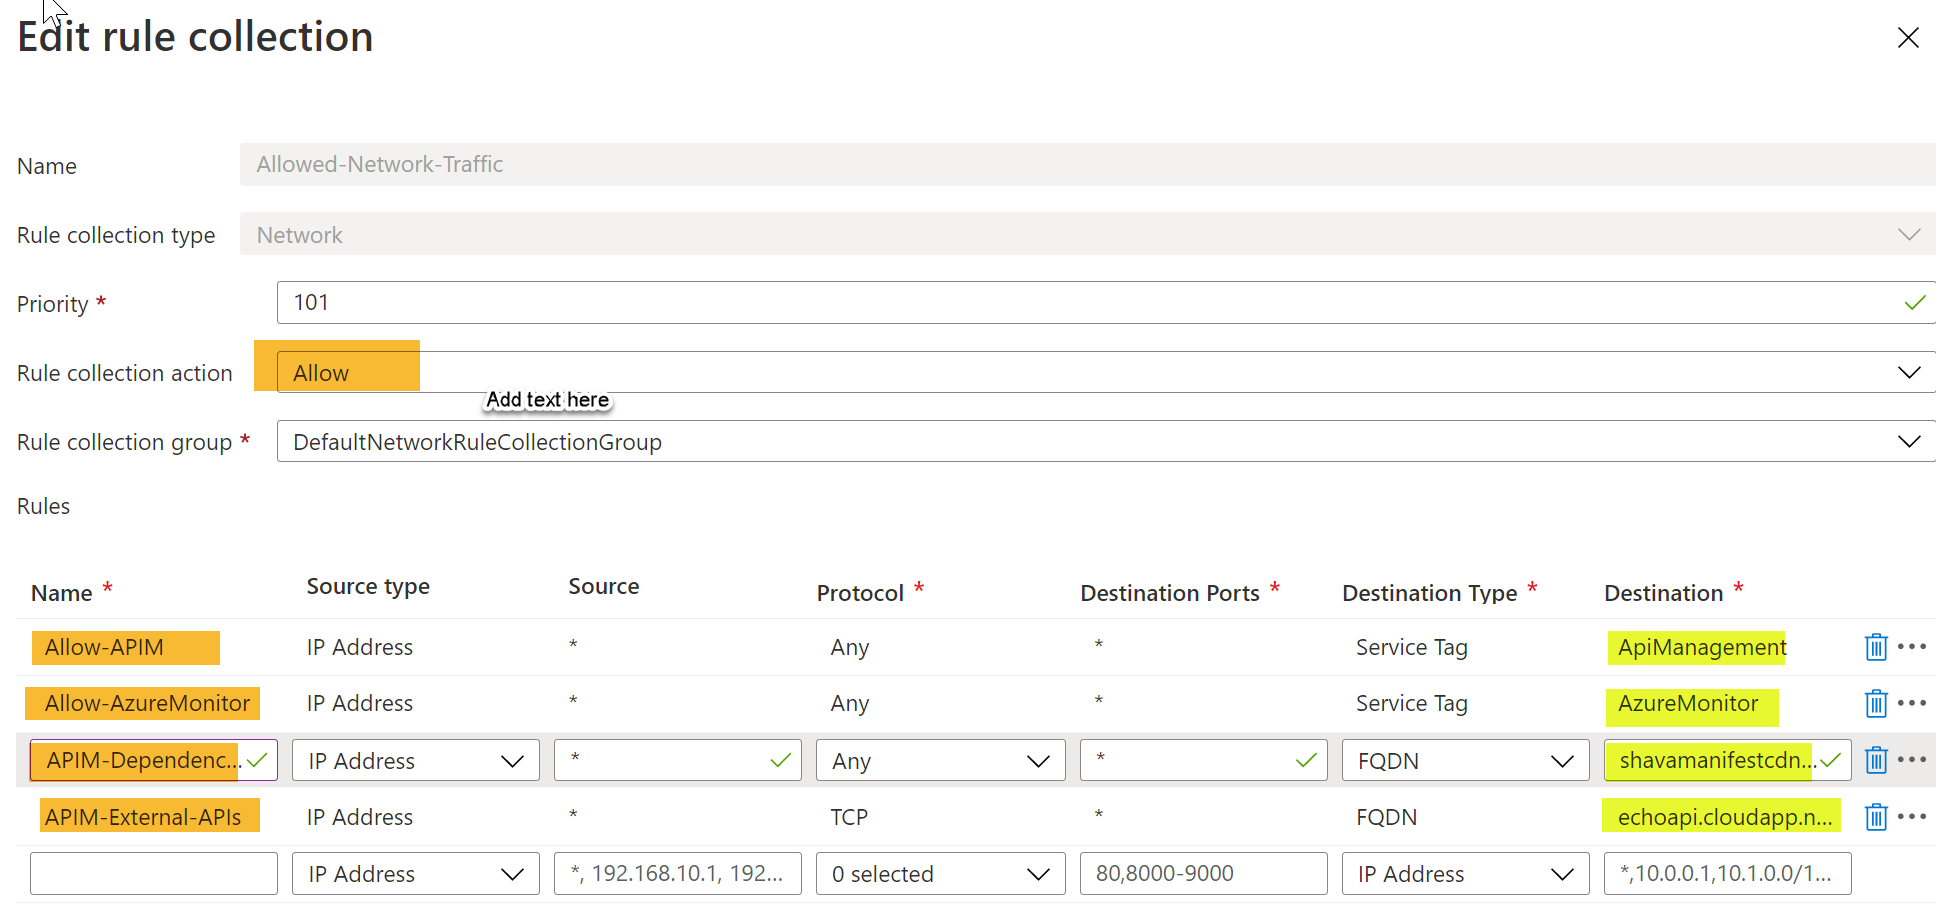 Edit rule collection
Name Allowed-Network-Traffic
Rule collection type Network
Priority * 101
Rule collection action Allow
Add text here
Rule collection group * DefaultNetworkRuleCollectionGroup
Rules
Name * Source type Source Protocol * Destination Ports * Destination Type * Destination *
Allow-APIM IP Address * Any * Service Tag ApiManagement
Allow-AzureMonitor IP Address * Any * Service Tag AzureMonitor
APIM-Dependenc... IP Address * Any * FQDN shavamanifestcdn...
APIM-External-APIs IP Address * TCP * FQDN echoapi.cloudapp.n...
IP Address *, 192.168.10.1, 192... 0 selected 80,8000-9000 IP Address *,10.0.0.1,10.1.0.0/1...